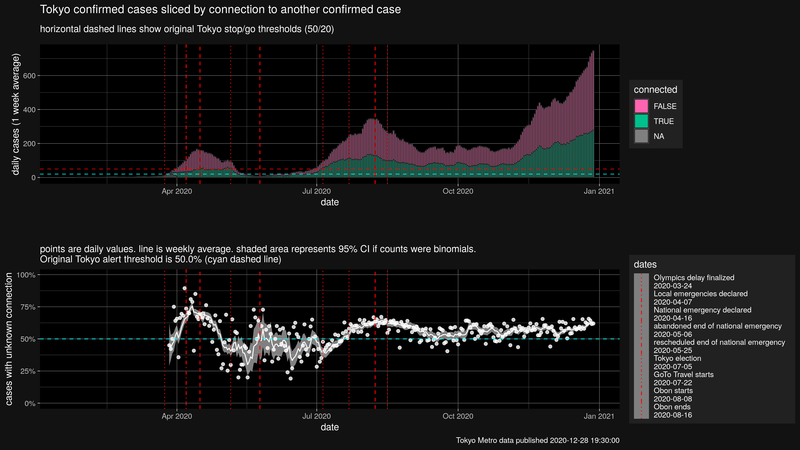 Tokyo confirmed cases sliced by connection to another confirmed case
horizontal dashed lines show original Tokyo stop/go thresholds (50/20)
daily cases (1 week average)
600
400
200
0
Apr 2020
Jul 2020
Oct 2020
Jan 2021
date
connected
FALSE
TRUE
NA
points are daily values. line is weekly average. shaded area represents 95% CI if counts were binomials.
Original Tokyo alert threshold is 50.0% (cyan dashed line)
cases with unknown connection
100%
75%
50%
25%
0%
Apr 2020
Jul 2020
Oct 2020
Jan 2021
date
dates
Olympics delay finalized
2020-03-24
Local emergencies declared
2020-04-07
National emergency declared
2020-04-16
abandoned end of national emergency
2020-05-06
rescheduled end of national emergency
2020-05-25
Tokyo election
2020-07-05
GoTo Travel starts
2020-07-22
Obon starts
2020-08-08
Obon ends
2020-08-16
Tokyo Metro data published 2020-12-28 19:30:00